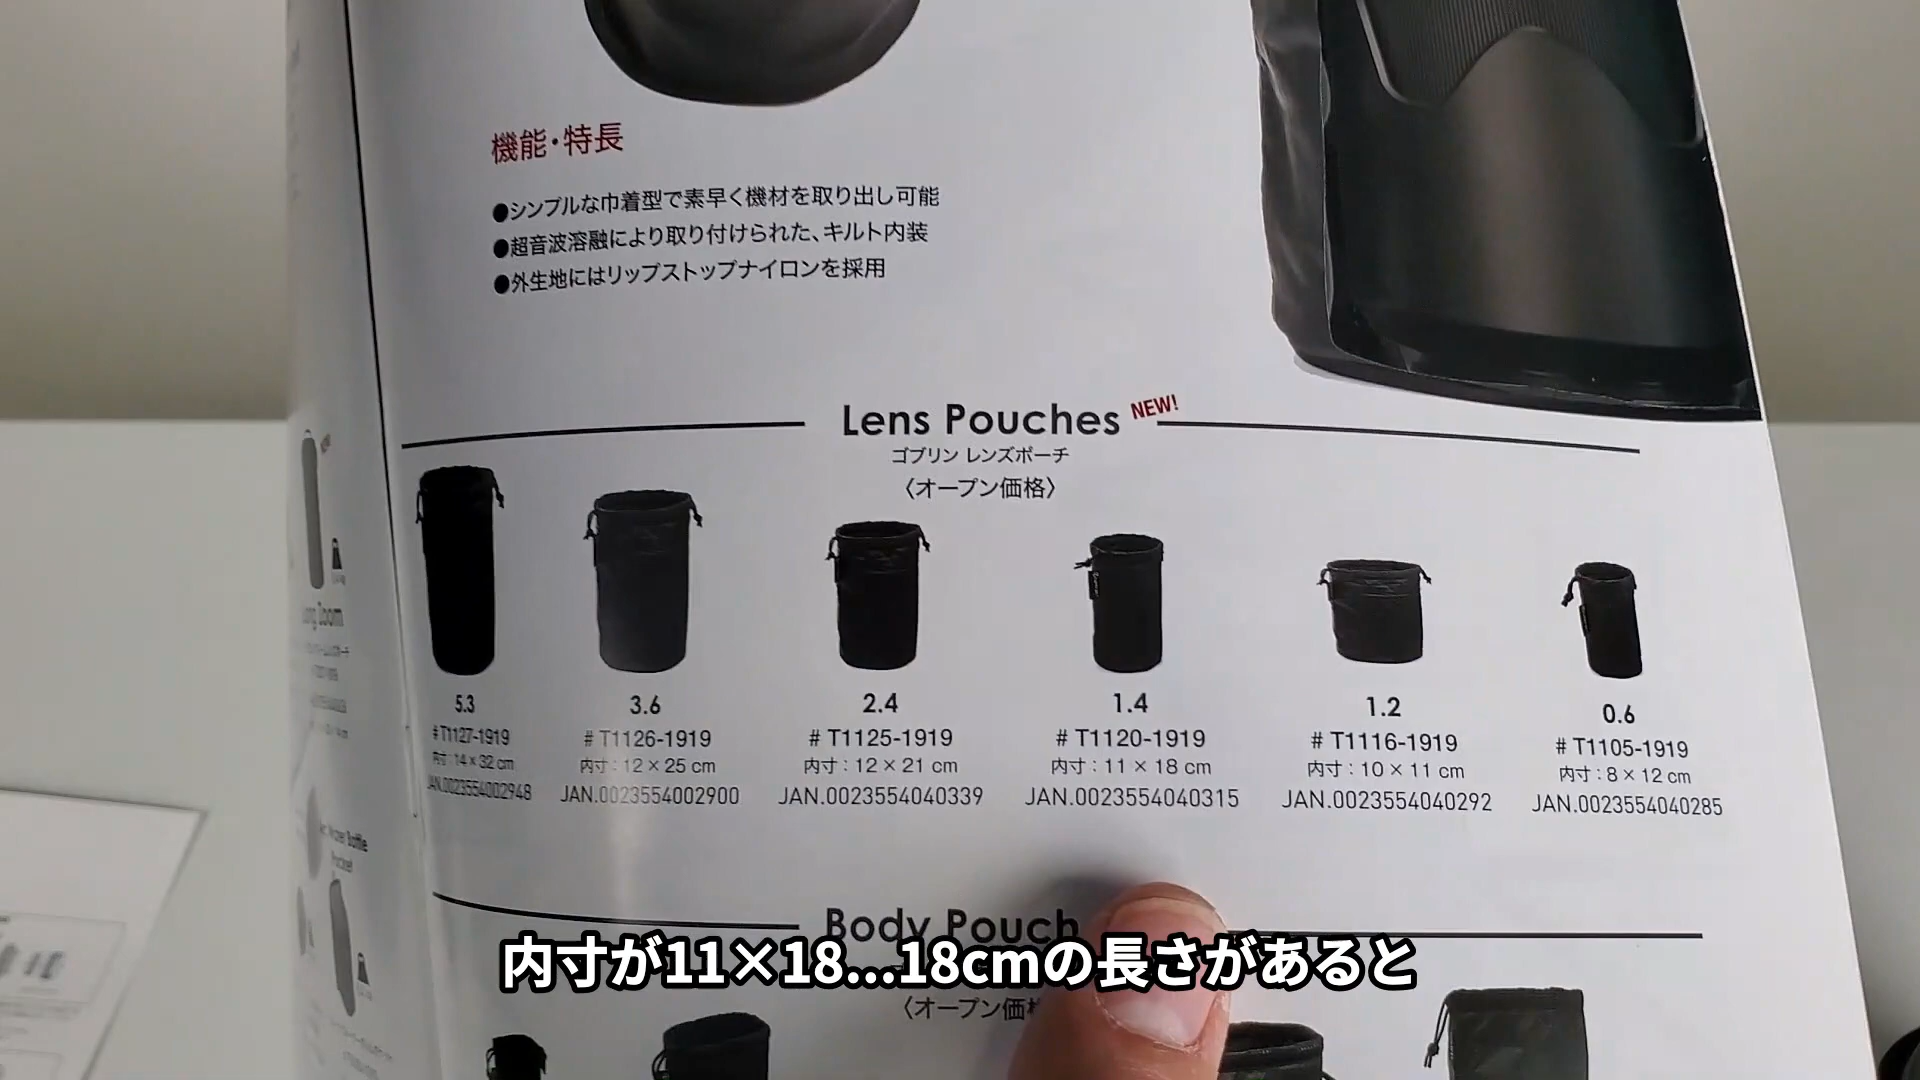 機能・特長
●シンプルな巾着型で素早く機材を取り出し可能
●超音波溶融により取り付けられた、キルト内装
●外生地にはリップストップナイロンを採用
Lens Pouches NEW!
ゴブリン レンズポーチ
〈オープン価格〉
5.3
# T1127-1919
内寸：14 × 32 cm
JAN.0023554002948
3.6
# T1126-1919
内寸：12 × 25 cm
JAN.0023554002900
2.4
# T1125-1919
内寸：12 × 21 cm
JAN.0023554040339
1.4
# T1120-1919
内寸：11 × 18 cm
JAN.0023554040315
1.2
# T1116-1919
内寸：10 × 11 cm
JAN.0023554040292
0.6
# T1105-1919
内寸：8 × 12 cm
JAN.0023554040285
Zoom
Body Pouch
内寸が11×18...18cmの長さがあると
〈オープン価格